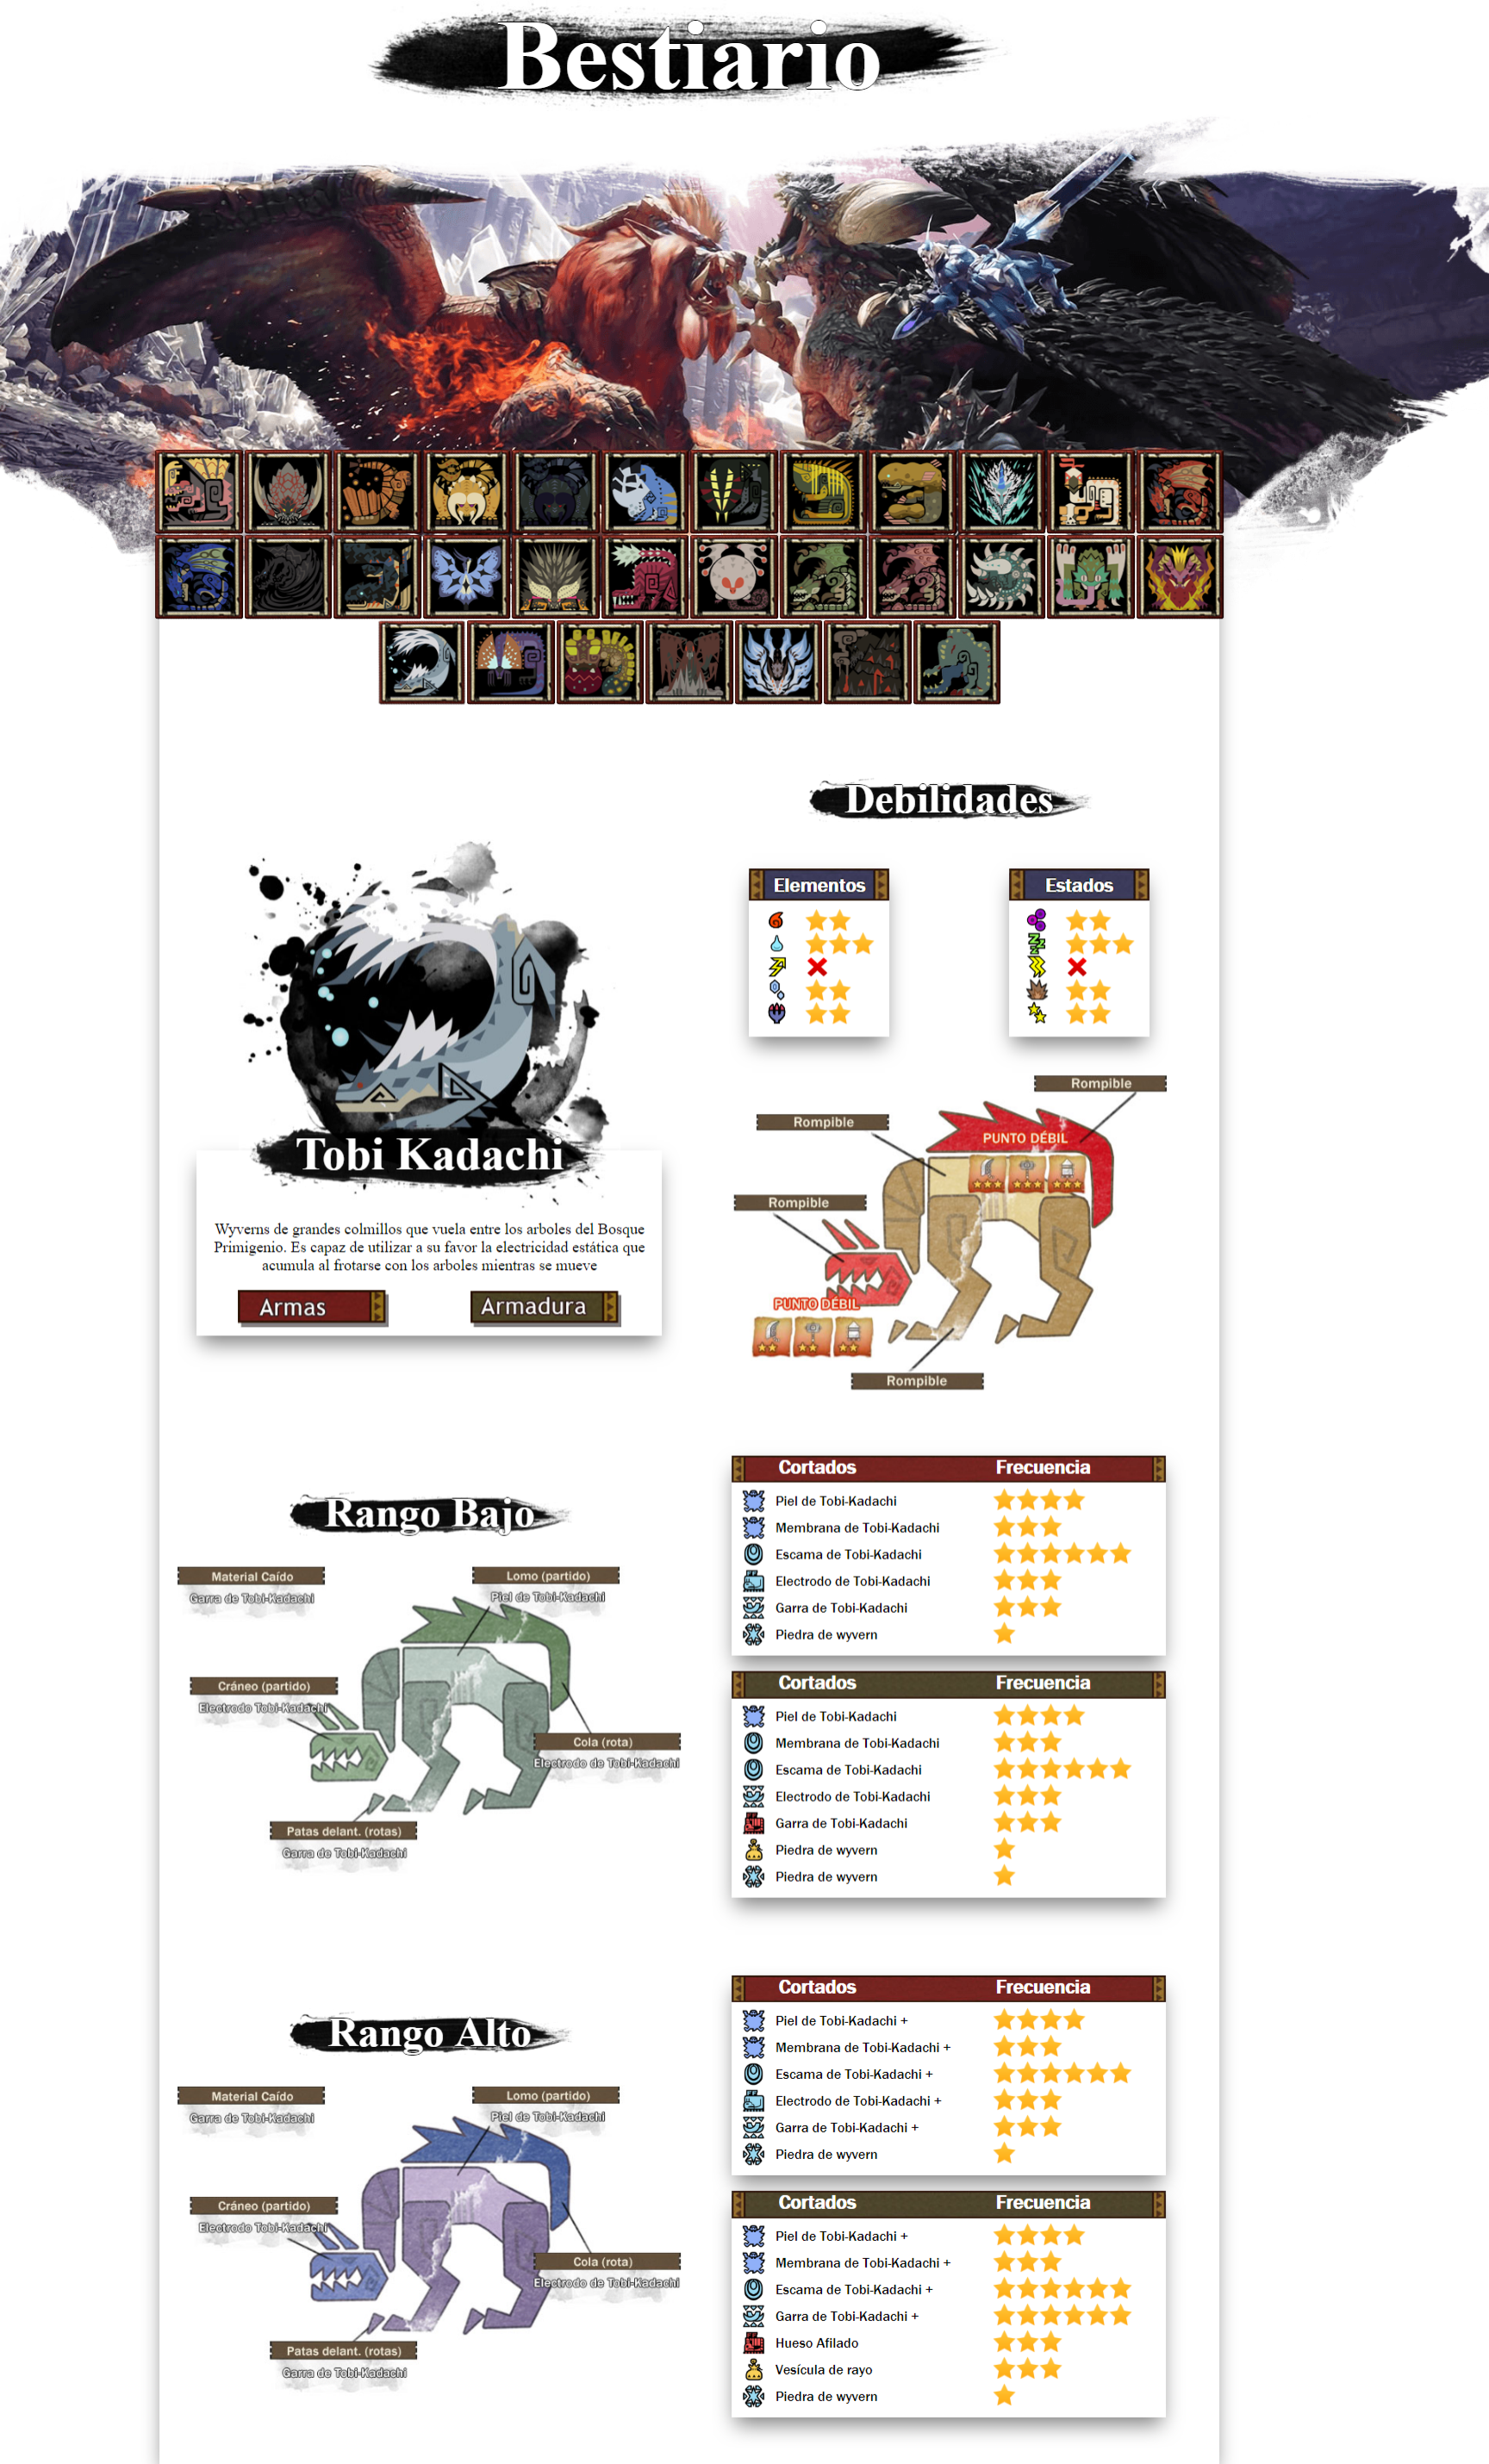 Bestiario
Debilidades
Elementos
Estados
Tobi Kadachi
Wyverns de grandes colmillos que vuela entre los arboles del Bosque
Primigenio. Es capaz de utilizar a su favor la electricidad estática que
acumula al frotarse con los arboles mientras se mueve
Armas
Armadura
Rompible
Rompible
PUNTO DÉBIL
Rompible
PUNTO DÉBIL
Rompible
Rango Bajo
Material Caído
Garra de Tobi-Kadachi
Lomo (partido)
Piel de Tobi-Kadachi
Cráneo (partido)
Electrodo Tobi-Kadachi
Cola (rota)
Electrodo de Tobi-Kadachi
Patas delant. (rotas)
Garra de Tobi-Kadachi
Cortados Frecuencia
Piel de Tobi-Kadachi
Membrana de Tobi-Kadachi
Escama de Tobi-Kadachi
Electrodo de Tobi-Kadachi
Garra de Tobi-Kadachi
Piedra de wyvern
Cortados Frecuencia
Piel de Tobi-Kadachi
Membrana de Tobi-Kadachi
Escama de Tobi-Kadachi
Electrodo de Tobi-Kadachi
Garra de Tobi-Kadachi
Piedra de wyvern
Piedra de wyvern
Rango Alto
Material Caído
Garra de Tobi-Kadachi
Lomo (partido)
Piel de Tobi-Kadachi
Cráneo (partido)
Electrodo Tobi-Kadachi
Cola (rota)
Electrodo de Tobi-Kadachi
Patas delant. (rotas)
Garra de Tobi-Kadachi
Cortados Frecuencia
Piel de Tobi-Kadachi +
Membrana de Tobi-Kadachi +
Escama de Tobi-Kadachi +
Electrodo de Tobi-Kadachi +
Garra de Tobi-Kadachi +
Piedra de wyvern
Cortados Frecuencia
Piel de Tobi-Kadachi +
Membrana de Tobi-Kadachi +
Escama de Tobi-Kadachi +
Garra de Tobi-Kadachi +
Hueso Afilado
Vesícula de rayo
Piedra de wyvern